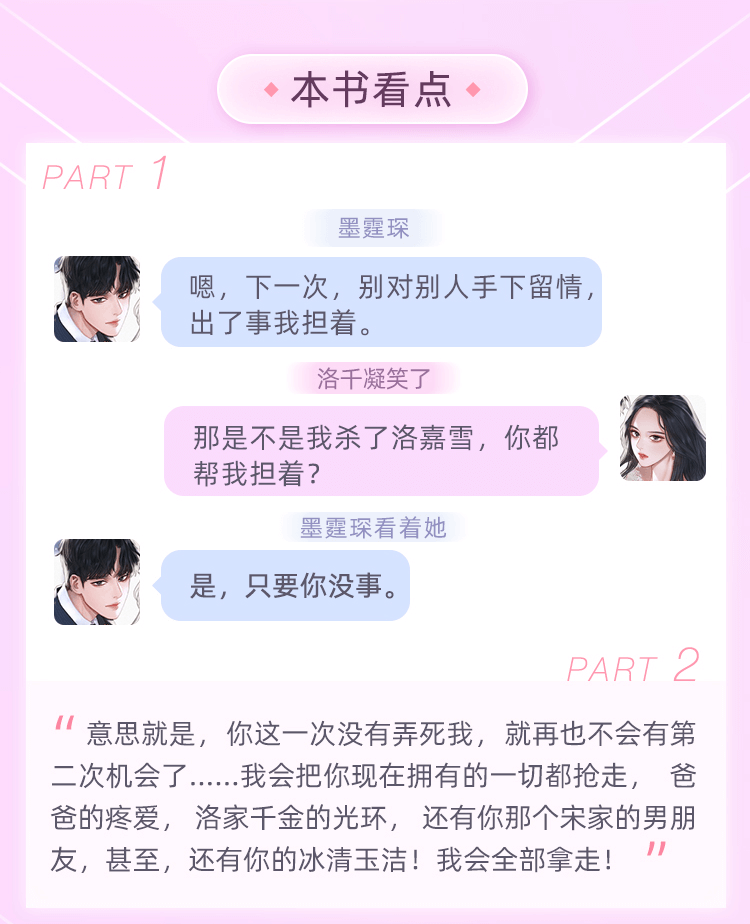 本书看点
PART 1
墨霆琛
嗯，下一次，别对别人手下留情，
出了事我担着。
洛千凝笑了
那是不是我杀了洛嘉雪，你都
帮我担着？
墨霆琛看着她
是，只要你没事。
PART 2
“意思就是，你这一次没有弄死我，就再也不会有第
二次机会了……我会把你现在拥有的一切都抢走， 爸
爸的疼爱， 洛家千金的光环， 还有你那个宋家的男朋
友，甚至，还有你的冰清玉洁！我会全部拿走！”